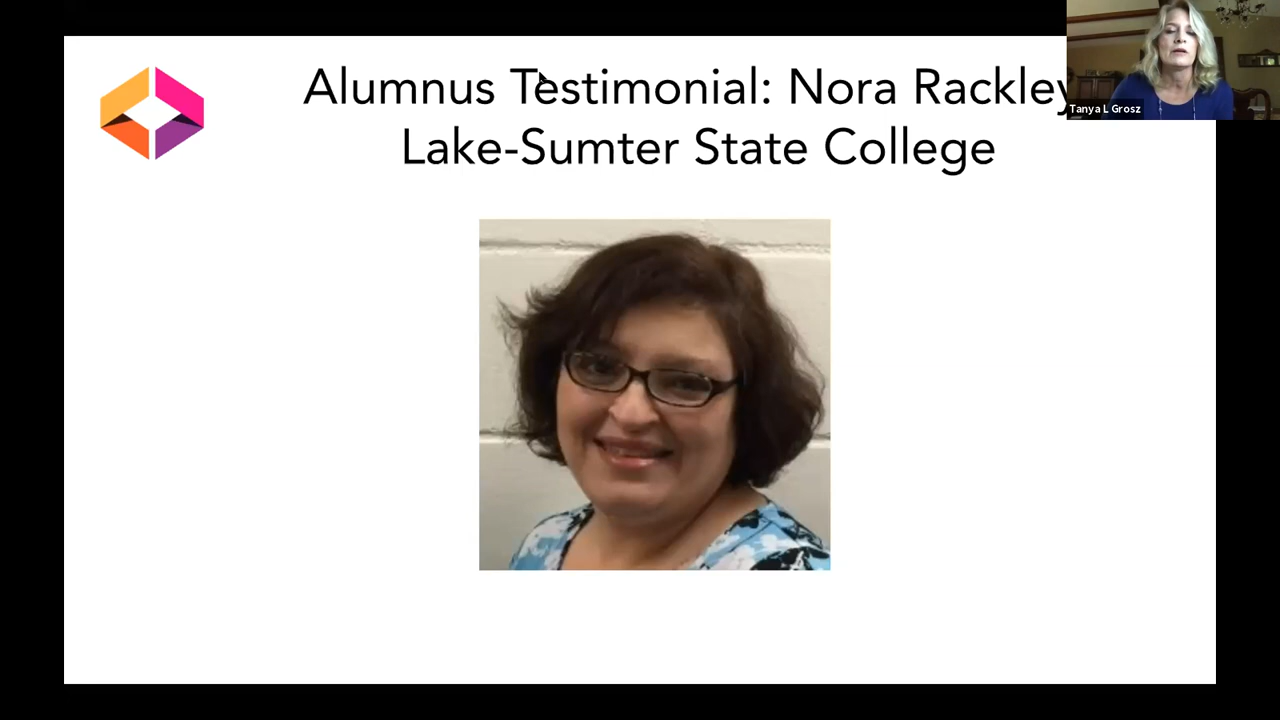 Alumnus Testimonial: Nora Rackley
Lake-Sumter State College
Tanya L Grosz